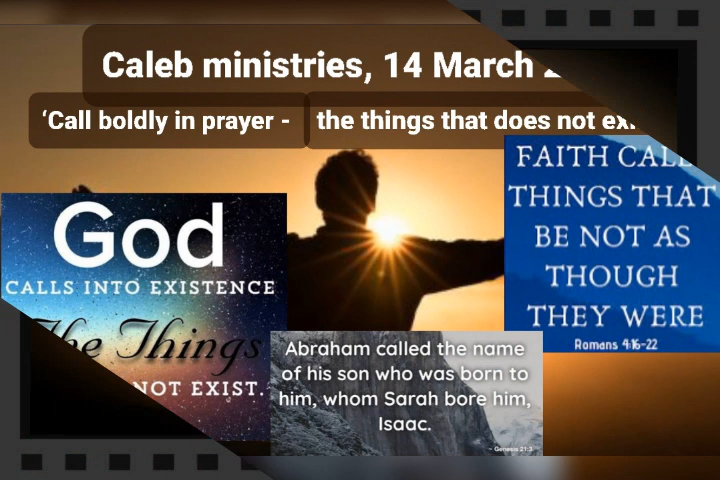 Caleb ministries, 14 March
‘Call boldly in prayer -
the things that does not
FAITH
THINGS THAT
BE NOT AS
THOUGH
THEY WERE
Romans 4:16-22
God
CALLS INTO EXISTENCE
The Things
NOT EXIST.
Abraham called the name
of his son who was born to
him, whom Sarah bore him,
Isaac.
~ Genesis 21:3